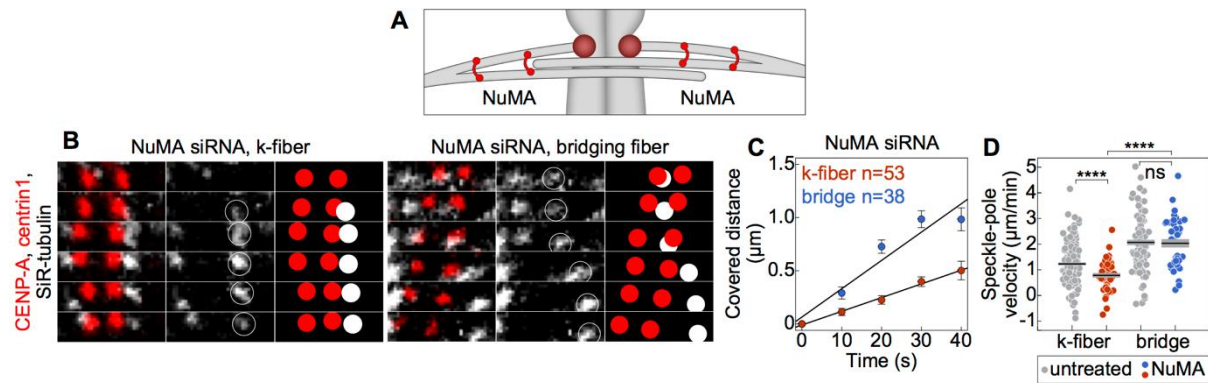 A
NuMA NuMA
B
NuMA siRNA, k-fiber
NuMA siRNA, bridging fiber
CENP-A, centrin1,
SiR-tubulin
C
NuMA siRNA
k-fiber n=53
bridge n=38
Covered distance
(µm)
1.5
1.0
0.5
0
0 10 20 30 40
Time (s)
D
****
****
ns
Speckle-pole
velocity (µm/min)
5
4
3
2
1
0
-1
k-fiber bridge
untreated NuMA